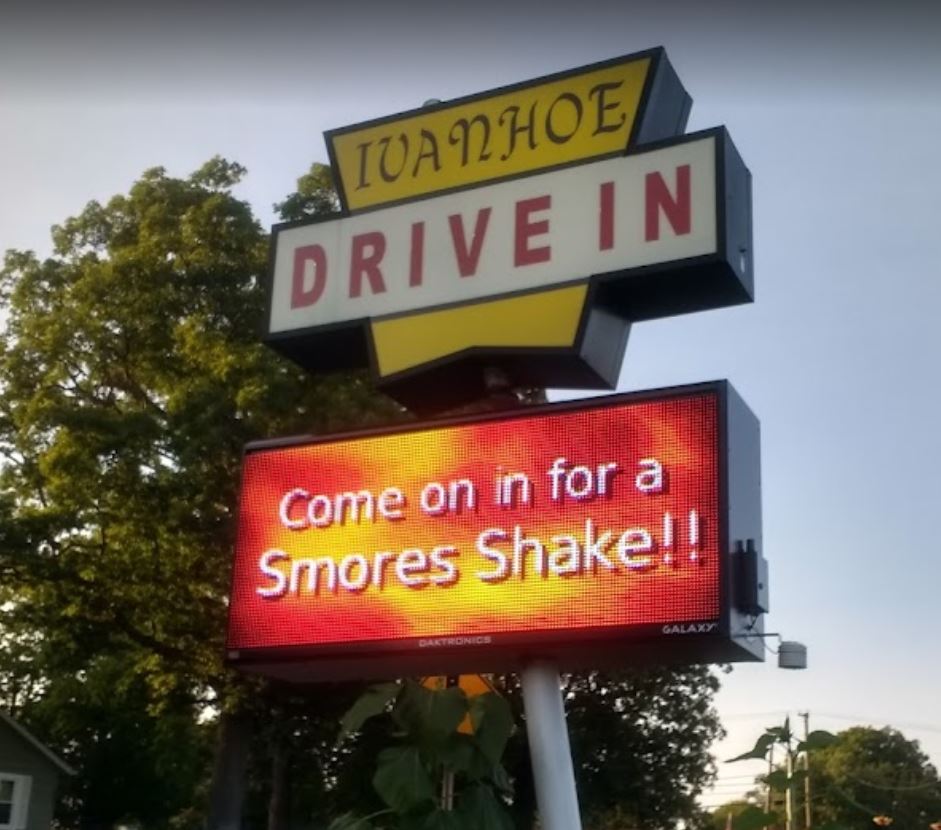 IVANHOE
DRIVE IN
Come on in for a
Smores Shake!!
DAKTRONICS
GALAXY